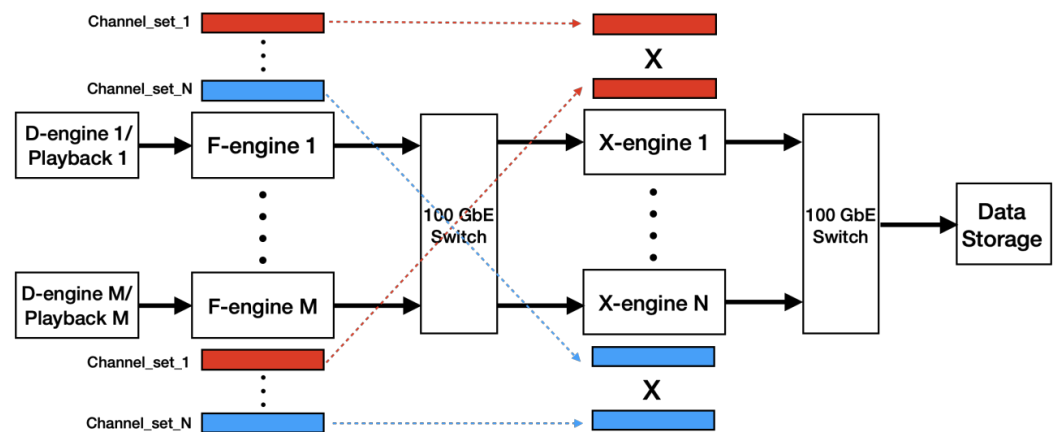 Channel_set_1
X
Channel_set_N
D-engine 1/
Playback 1
F-engine 1
X-engine 1
100 GbE
Switch
100 GbE
Switch
Data
Storage
D-engine M/
Playback M
F-engine M
X-engine N
Channel_set_1
X
Channel_set_N